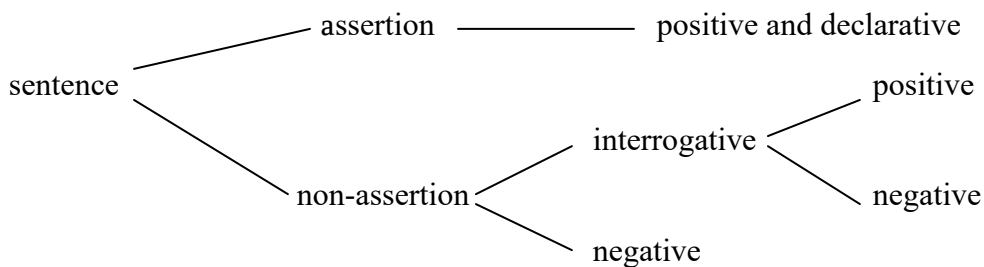 assertion positive and declarative
sentence positive
interrogative
non-assertion negative
negative